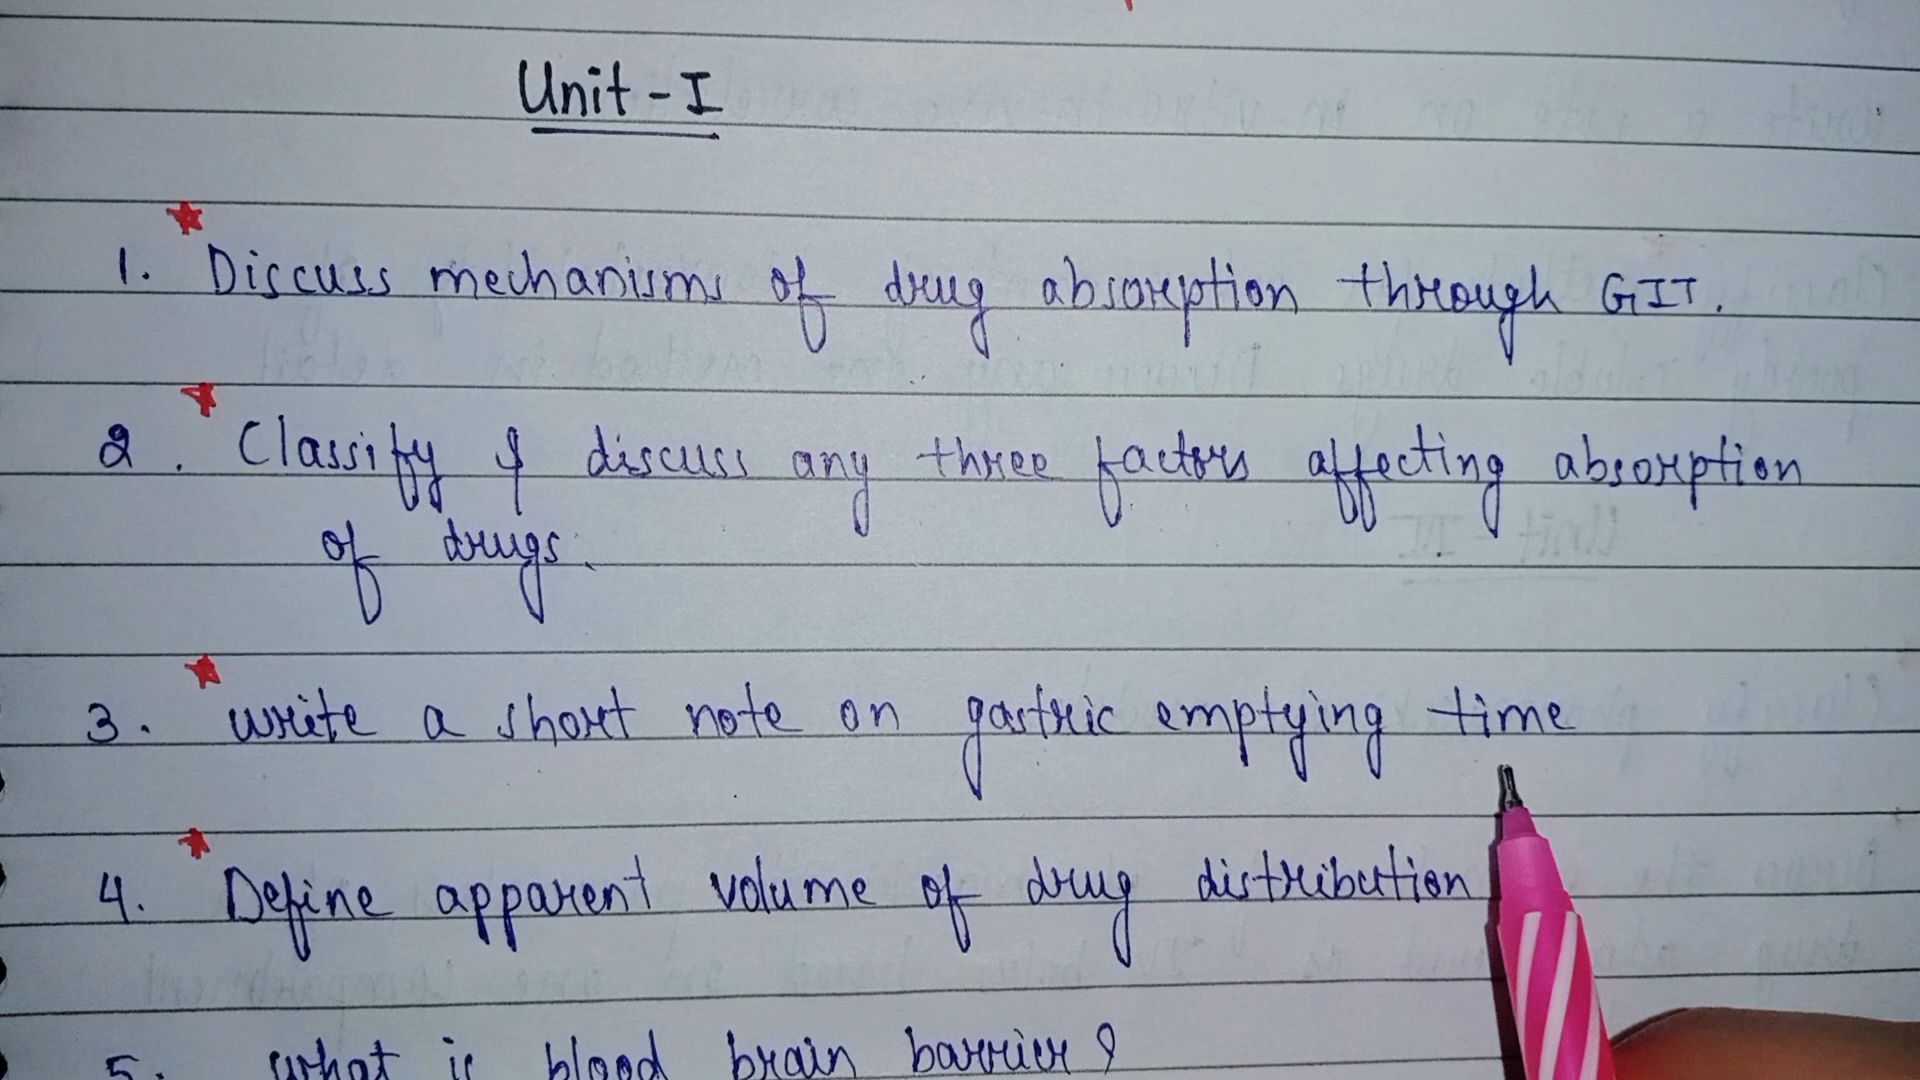 Unit - I
1. Discuss mechanisms of drug absorption through GIT.
2. Classify & discuss any three factors affecting absorption
of drugs.
3. write a short note on gastric emptying time
4. Define apparent volume of drug distribution
5. what is blood brain barrier?